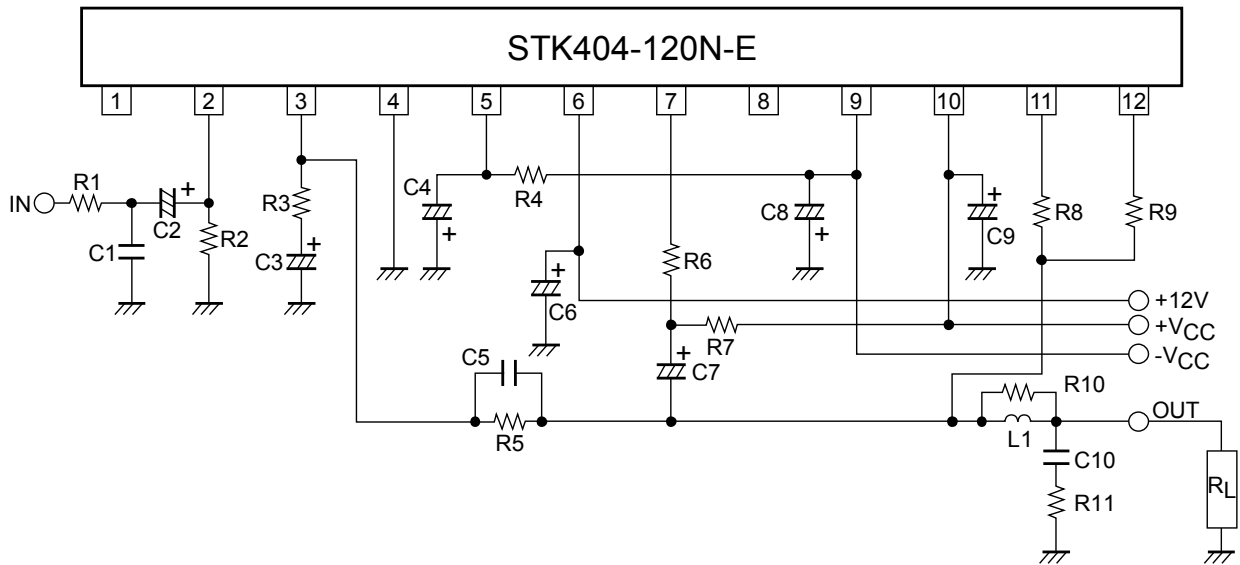 STK404-120N-E
1 2 3 4 5 6 7 8 9 10 11 12
IN
R1
C1
C2
+
R2
R3
C3
+
C4
+
R4
C6
+
R6
R7
C7
+
C8
+
C9
+
R8
R9
+12V
+VCC
-VCC
C5
R5
R10
L1
OUT
C10
R11
RL